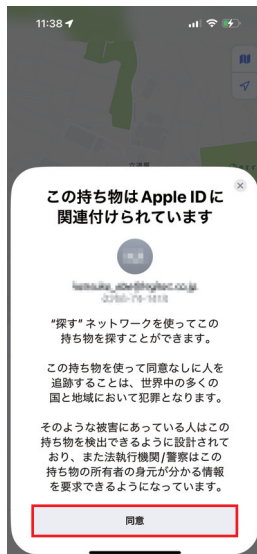 11:38
この持ち物は Apple ID に
関連付けられています
“探す” ネットワークを使ってこの
持ち物を探すことができます。
この持ち物を使って同意なしに人を
追跡することは、世界中の多くの
国と地域において犯罪となります。
そのような被害にあっている人はこの
持ち物を検出できるように設計されて
おり、また法執行機関/警察はこの
持ち物の所有者の身元が分かる情報
を要求できるようになっています。
同意